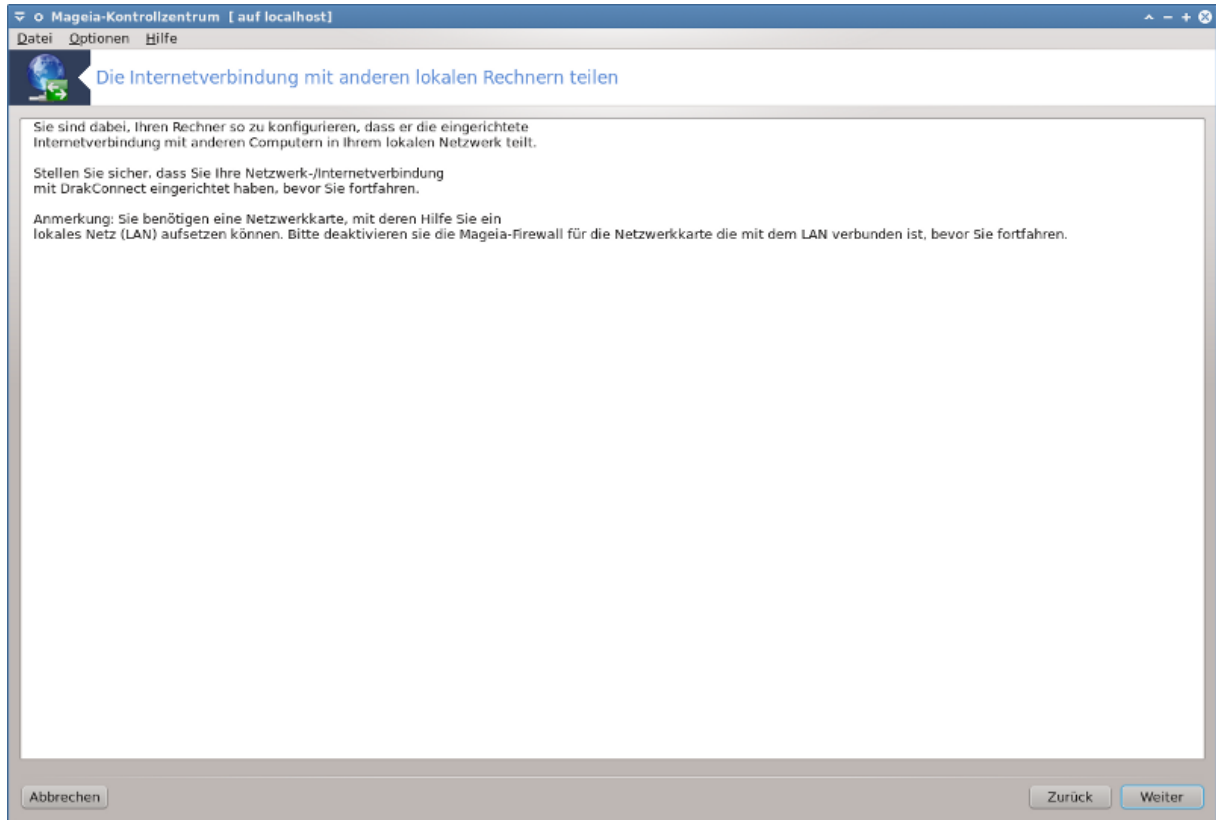 Mageia-Kontrollzentrum [ auf localhost]
Datei Optionen Hilfe
Die Internetverbindung mit anderen lokalen Rechnern teilen
Sie sind dabei, Ihren Rechner so zu konfigurieren, dass er die eingerichtete
Internetverbindung mit anderen Computern in Ihrem lokalen Netzwerk teilt.
Stellen Sie sicher, dass Sie Ihre Netzwerk-/Internetverbindung
mit DrakConnect eingerichtet haben, bevor Sie fortfahren.
Anmerkung: Sie benötigen eine Netzwerkkarte, mit deren Hilfe Sie ein
lokales Netz (LAN) aufsetzen können. Bitte deaktivieren sie die Mageia-Firewall für die Netzwerkkarte die mit dem LAN verbunden ist, bevor Sie fortfahren.
Abbrechen Zurück Weiter